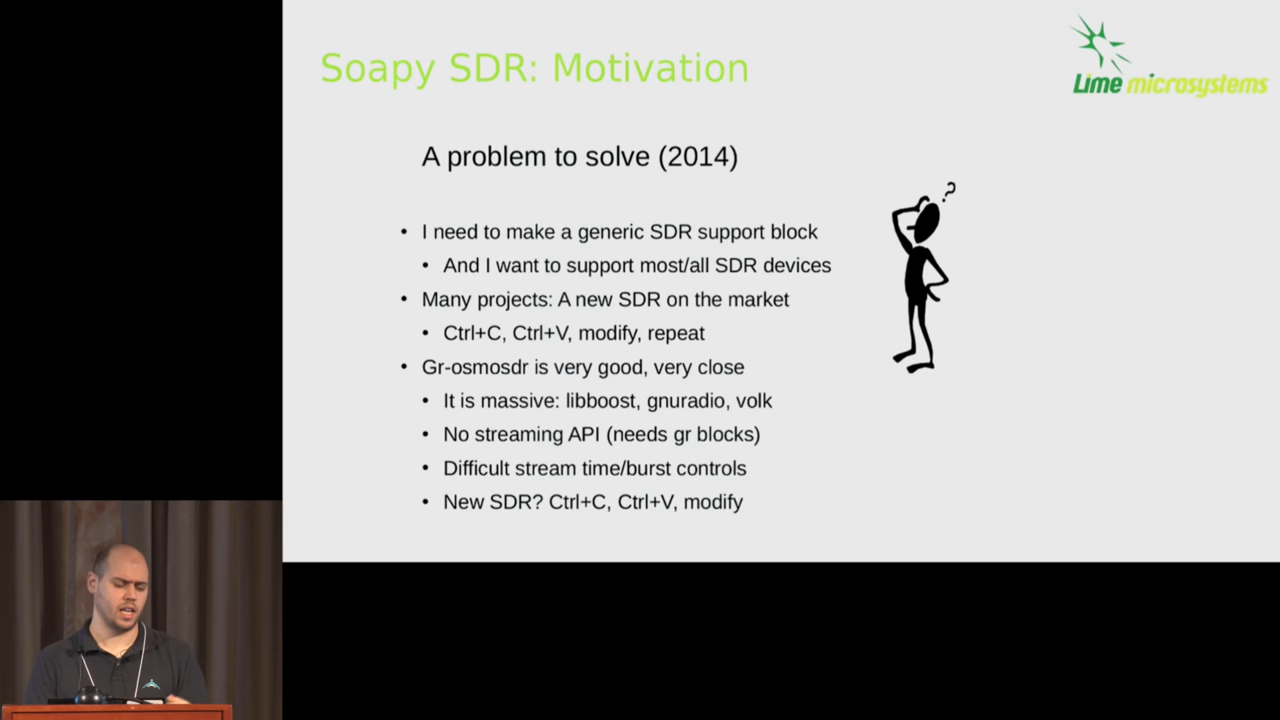 Soapy SDR: Motivation
Lime microsystems
A problem to solve (2014)
?
• I need to make a generic SDR support block
• And I want to support most/all SDR devices
• Many projects: A new SDR on the market
• Ctrl+C, Ctrl+V, modify, repeat
• Gr-osmosdr is very good, very close
• It is massive: libboost, gnuradio, volk
• No streaming API (needs gr blocks)
• Difficult stream time/burst controls
• New SDR? Ctrl+C, Ctrl+V, modify